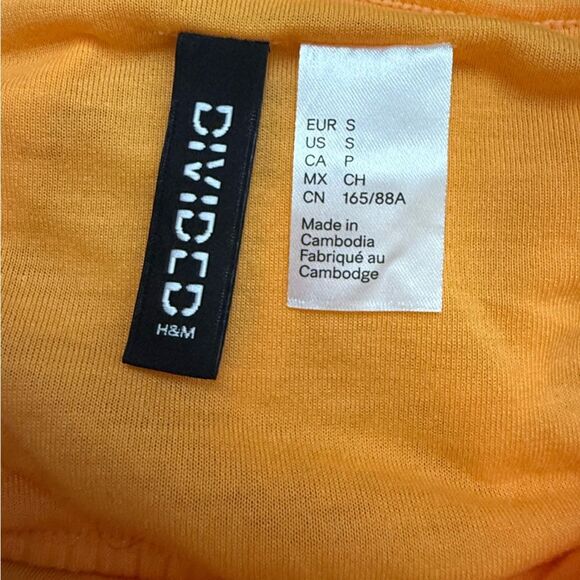 DIVIDED
H&M
EUR S
US S
CA P
MX CH
CN 165/88A
Made in
Cambodia
Fabriqué au
Cambodge